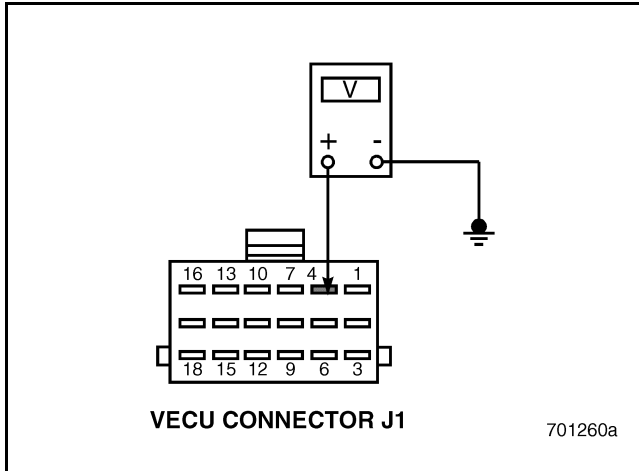 V
+ -
16 13 10 7 4 1
18 15 12 9 6 3
VECU CONNECTOR J1
701260a